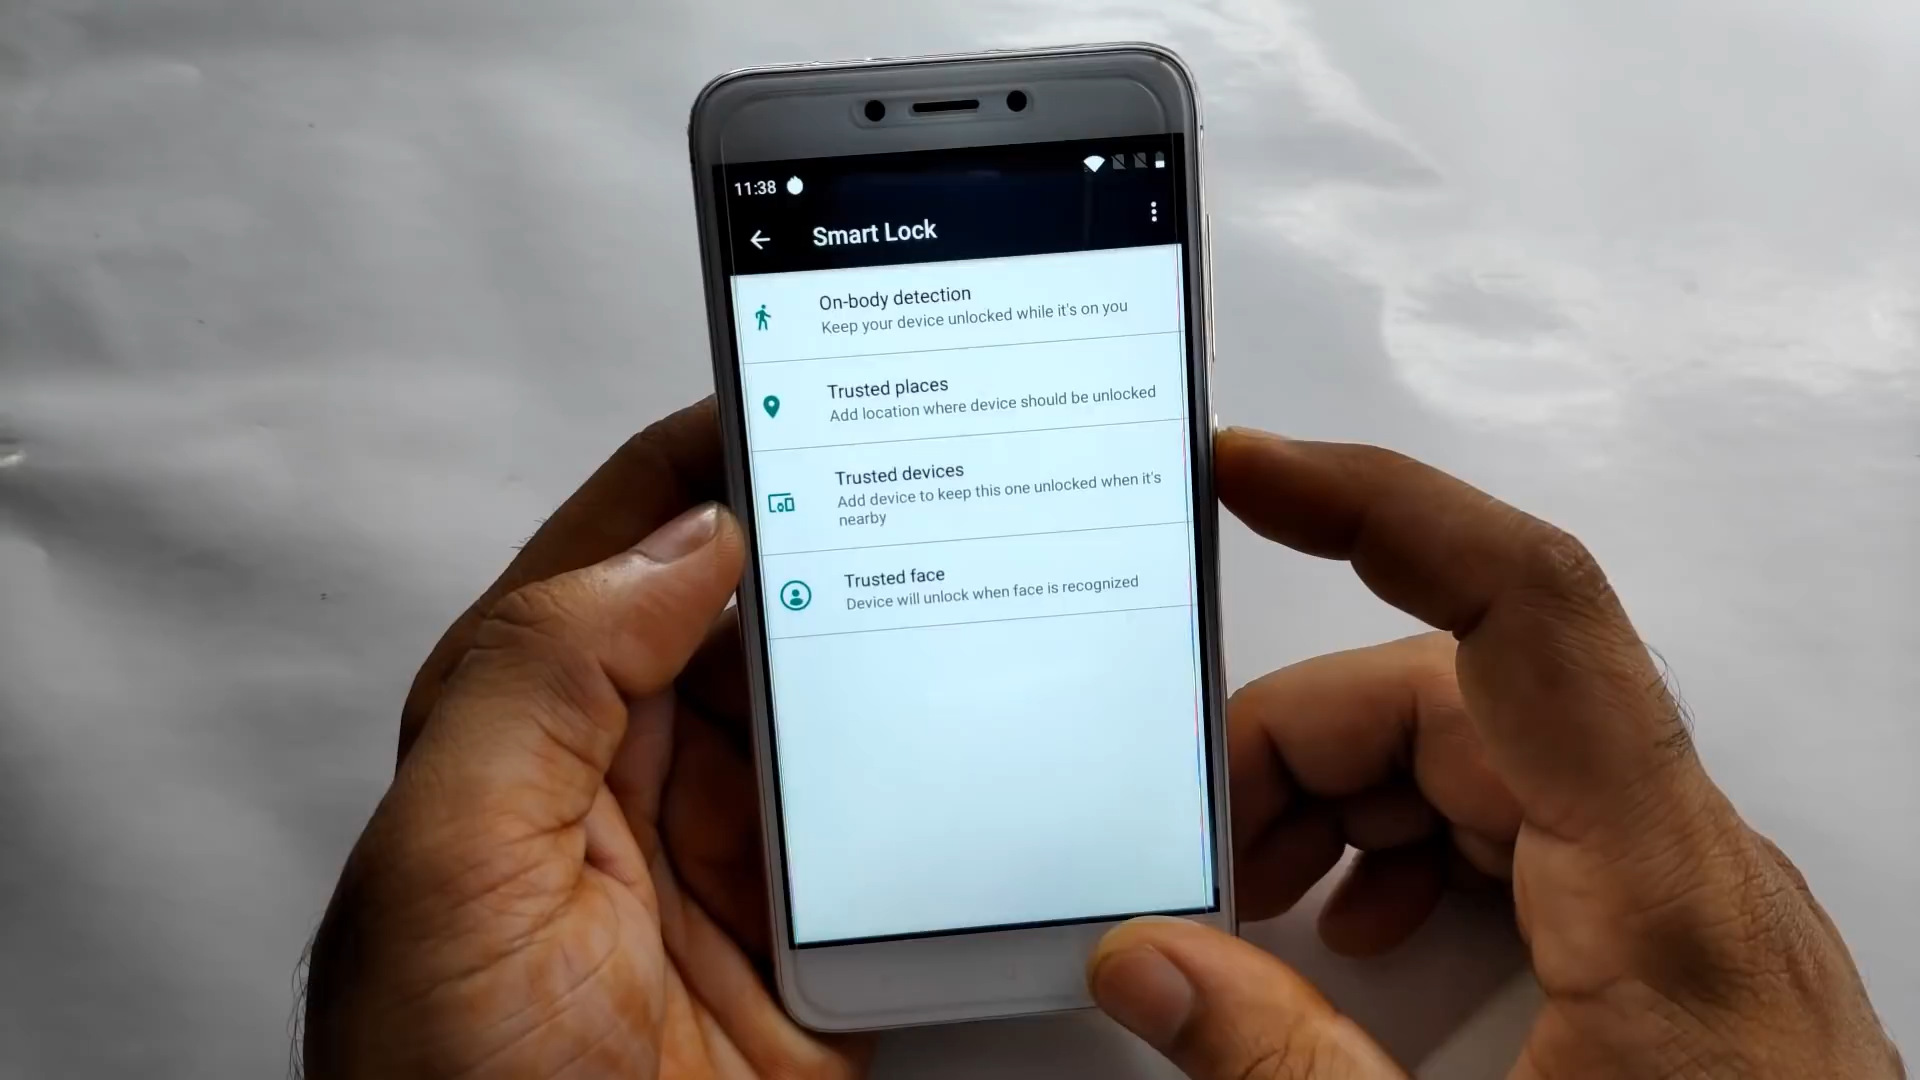 11:38
Smart Lock
On-body detection
Keep your device unlocked while it's on you
Trusted places
Add location where device should be unlocked
Trusted devices
Add device to keep this one unlocked when it's
nearby
Trusted face
Device will unlock when face is recognized